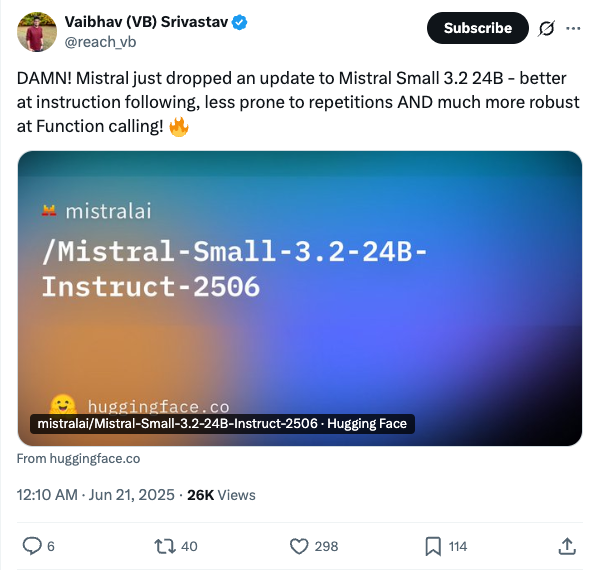 Vaibhav (VB) Srivastav
@reach_vb
Subscribe
DAMN! Mistral just dropped an update to Mistral Small 3.2 24B - better
at instruction following, less prone to repetitions AND much more robust
at Function calling! 🔥
mistralai
/Mistral-Small-3.2-24B-
Instruct-2506
huggingface.co
mistralai/Mistral-Small-3.2-24B-Instruct-2506 · Hugging Face
From huggingface.co
12:10 AM · Jun 21, 2025 · 26K Views
6 40 298 114